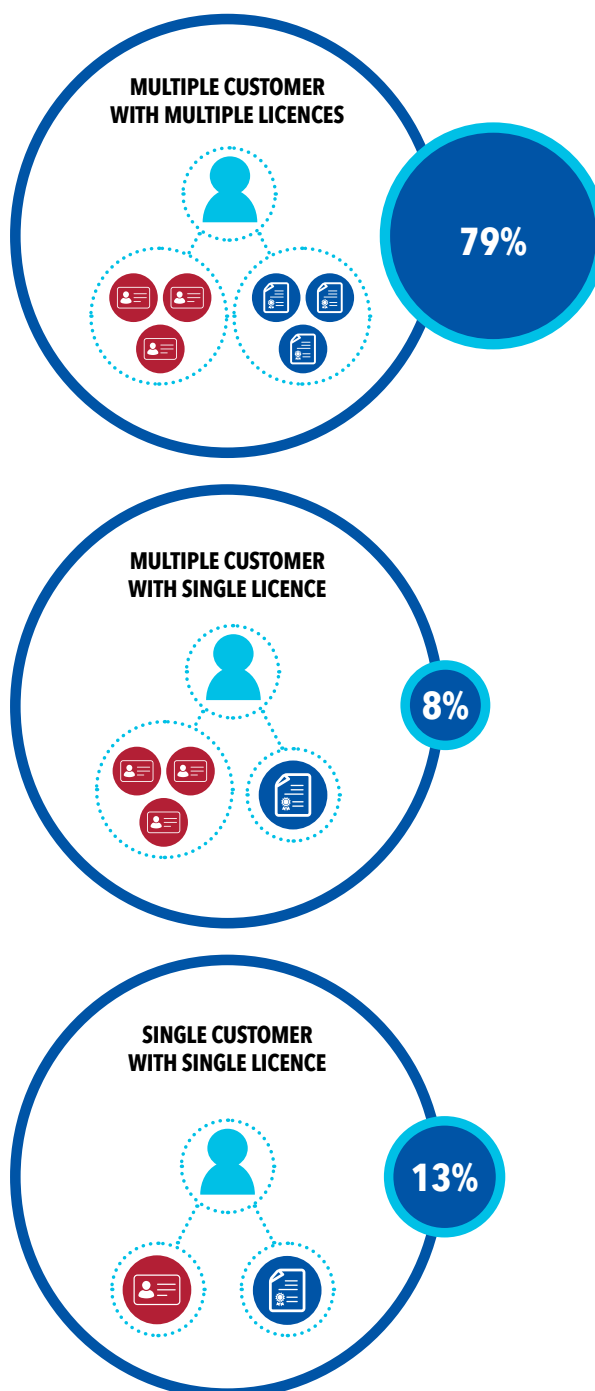 MULTIPLE CUSTOMER
WITH MULTIPLE LICENCES
79%
MULTIPLE CUSTOMER
WITH SINGLE LICENCE
8%
SINGLE CUSTOMER
WITH SINGLE LICENCE
13%